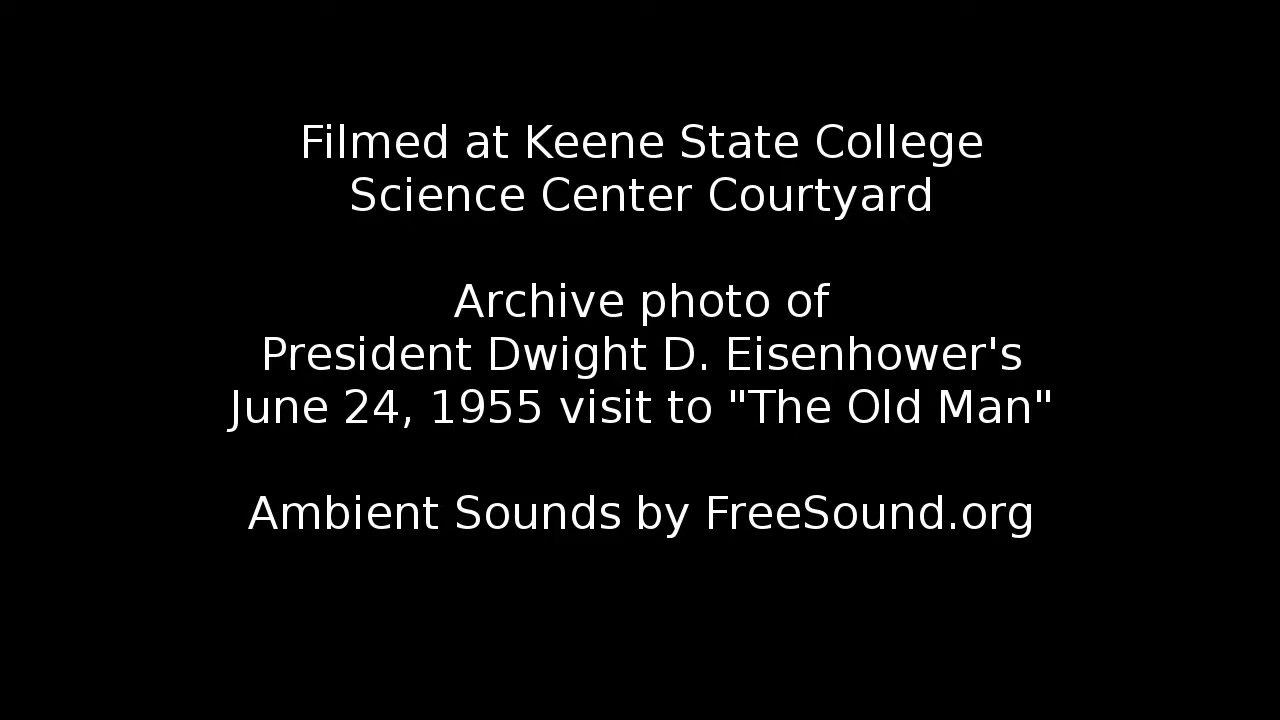 Filmed at Keene State College
Science Center Courtyard
Archive photo of
President Dwight D. Eisenhower's
June 24, 1955 visit to "The Old Man"
Ambient Sounds by FreeSound.org